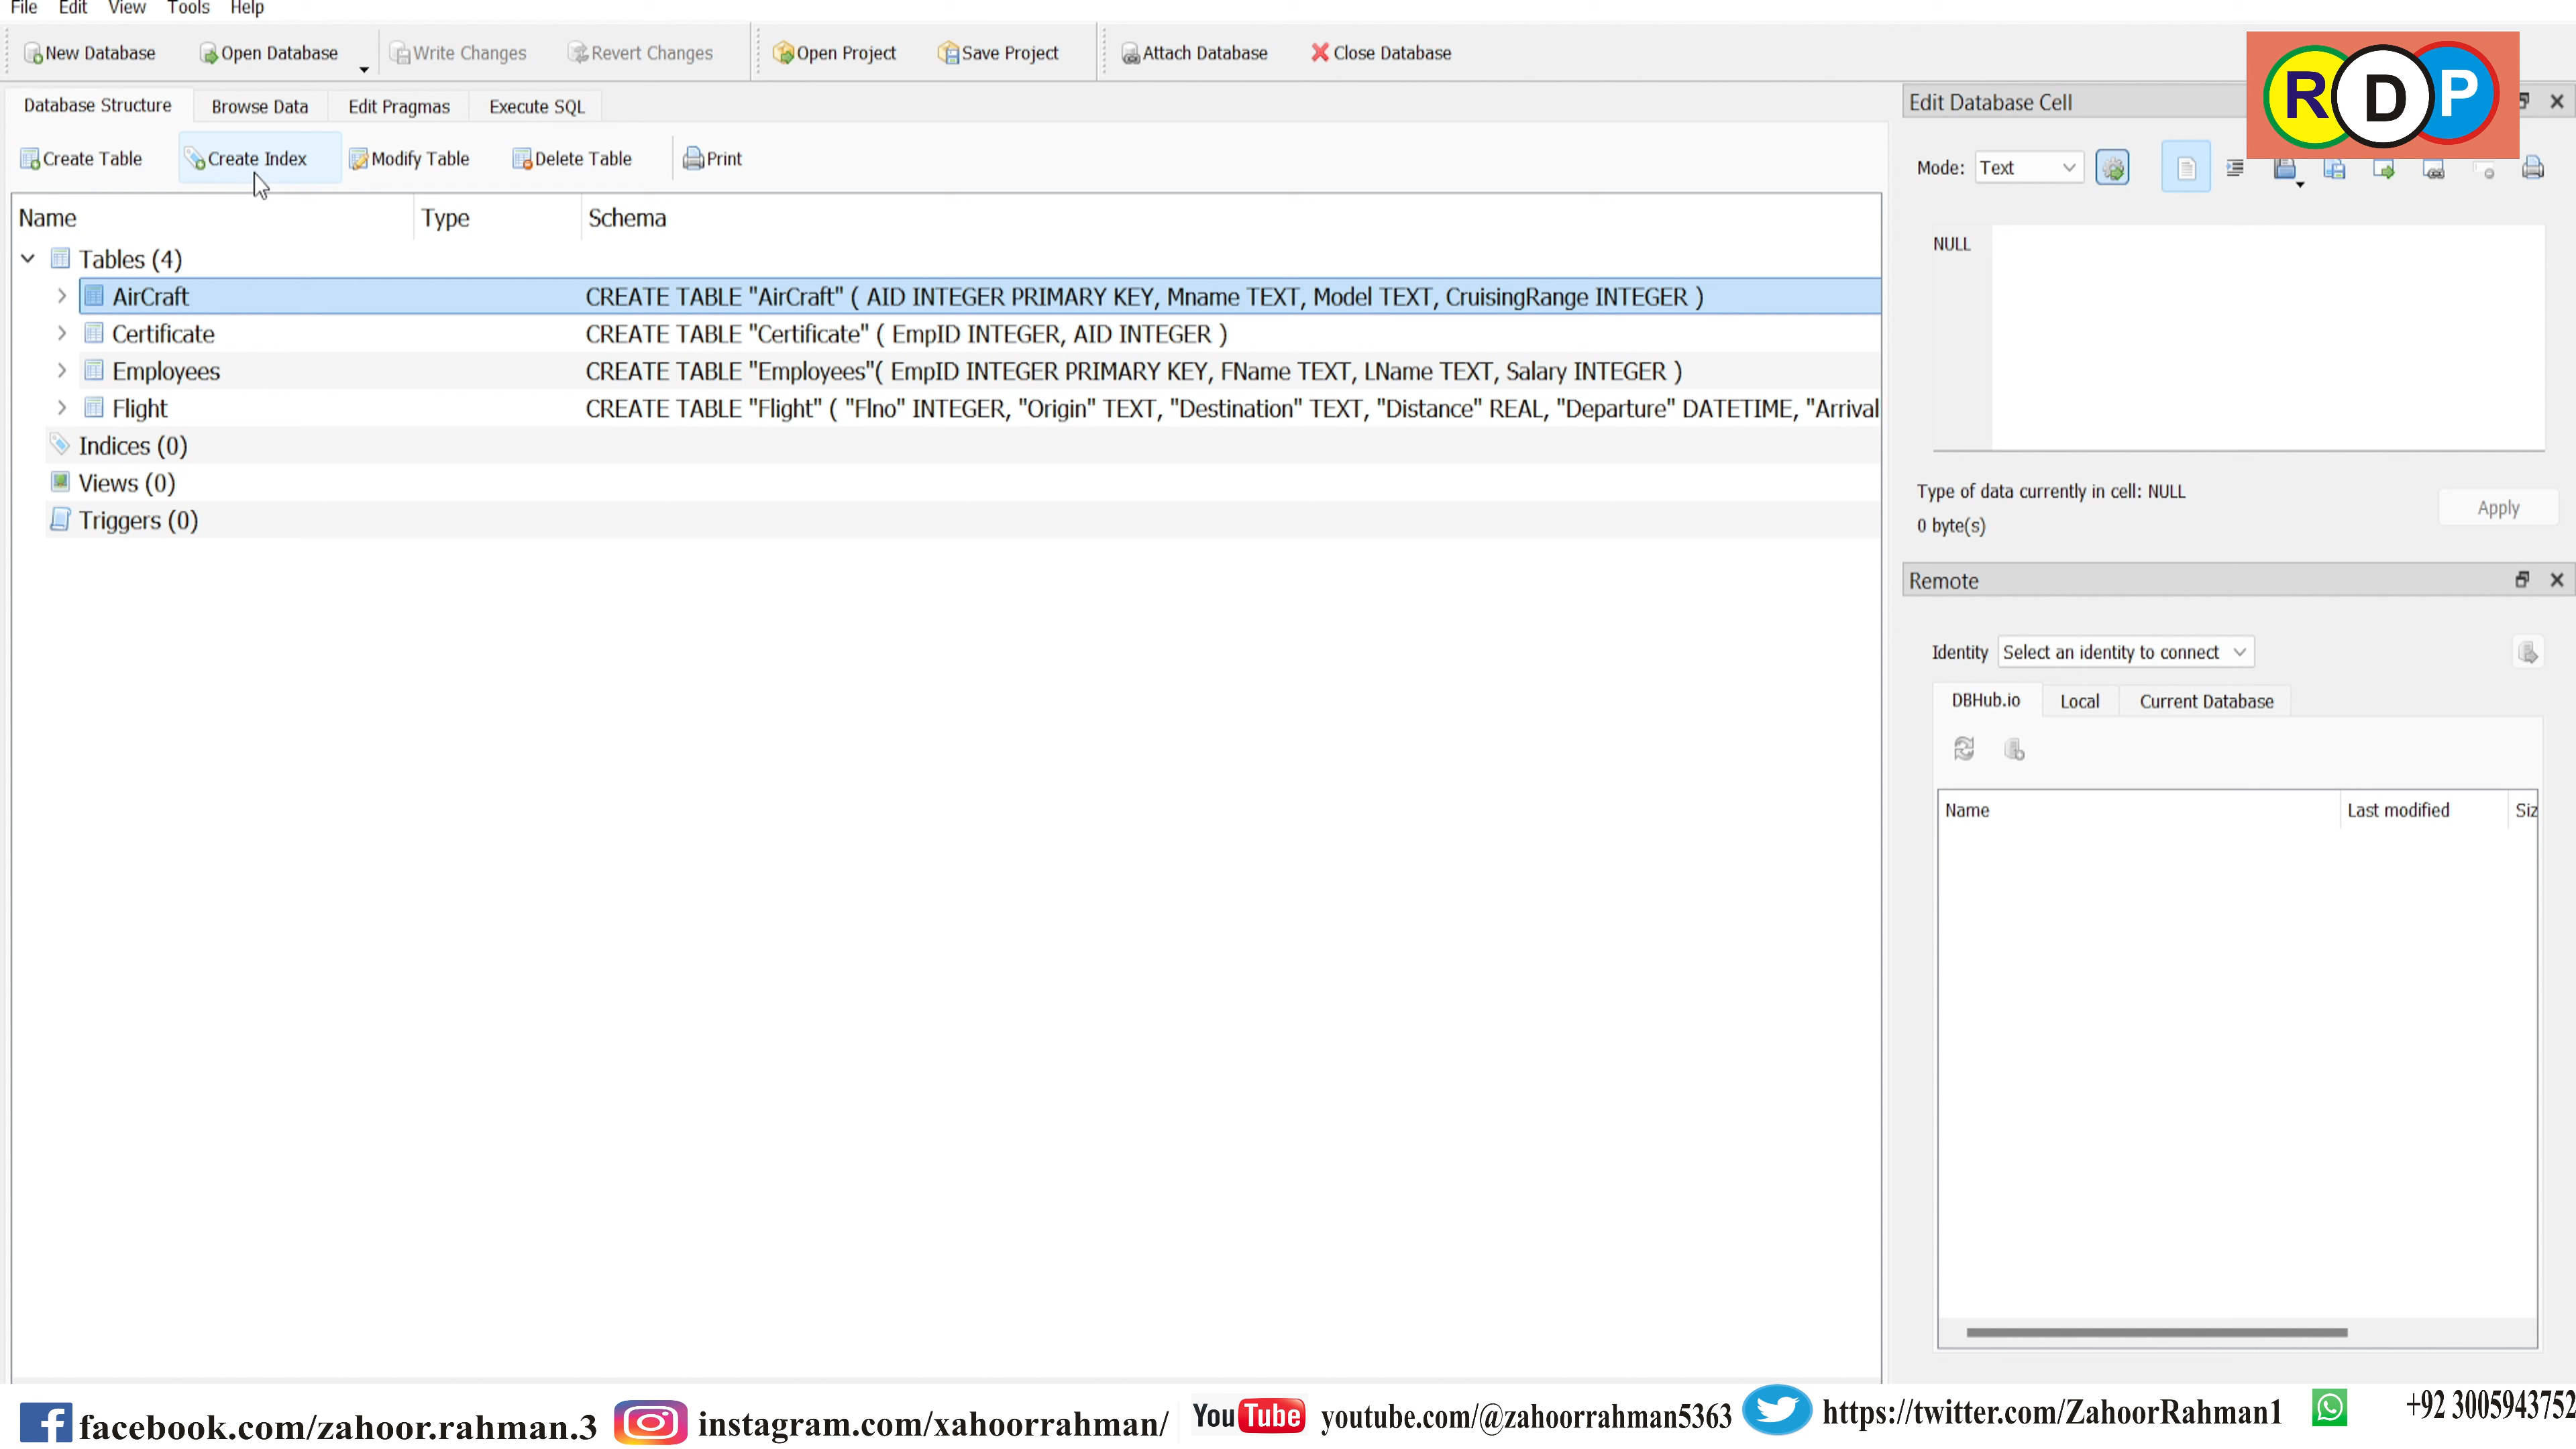 File Edit View Tools Help
New Database Open Database Write Changes Revert Changes Open Project Save Project Attach Database Close Database
RDP
Database Structure Browse Data Edit Pragmas Execute SQL
Edit Database Cell
Create Table Create Index Modify Table Delete Table Print
Mode: Text
Name Type Schema
NULL
Tables (4)
AirCraft CREATE TABLE "AirCraft" ( AID INTEGER PRIMARY KEY, Mname TEXT, Model TEXT, CruisingRange INTEGER )
Certificate CREATE TABLE "Certificate" ( EmpID INTEGER, AID INTEGER )
Employees CREATE TABLE "Employees"( EmpID INTEGER PRIMARY KEY, FName TEXT, LName TEXT, Salary INTEGER )
Flight CREATE TABLE "Flight" ( "Flno" INTEGER, "Origin" TEXT, "Destination" TEXT, "Distance" REAL, "Departure" DATETIME, "Arrival
Indices (0)
Views (0)
Triggers (0)
Type of data currently in cell: NULL
0 byte(s)
Apply
Remote
Identity Select an identity to connect
DBHub.io Local Current Database
Name Last modified Siz
facebook.com/zahoor.rahman.3 instagram.com/xahoorrahman/ YouTube youtube.com/@zahoorrahman5363 https://twitter.com/ZahoorRahman1 +92 3005943752